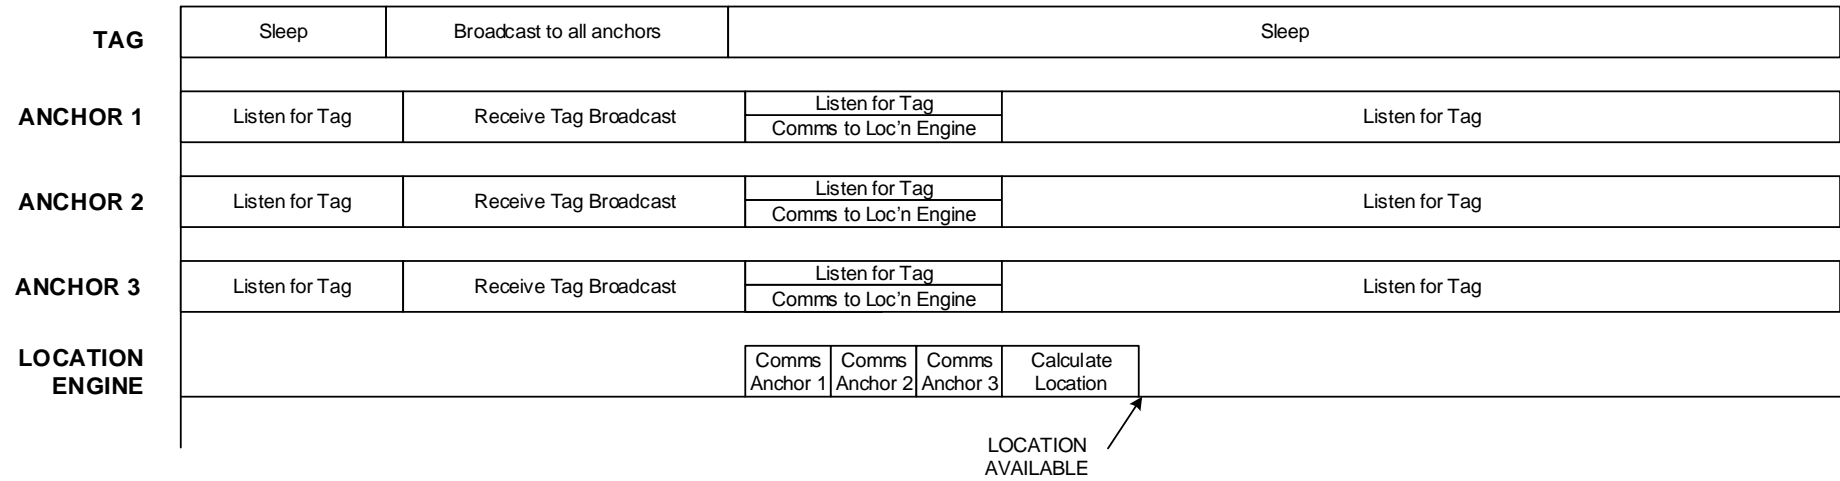 TAG
Sleep
Broadcast to all anchors
Sleep
ANCHOR 1
Listen for Tag
Receive Tag Broadcast
Listen for Tag
Comms to Loc’n Engine
Listen for Tag
ANCHOR 2
Listen for Tag
Receive Tag Broadcast
Listen for Tag
Comms to Loc’n Engine
Listen for Tag
ANCHOR 3
Listen for Tag
Receive Tag Broadcast
Listen for Tag
Comms to Loc’n Engine
Listen for Tag
LOCATION
ENGINE
Comms
Anchor 1
Comms
Anchor 2
Comms
Anchor 3
Calculate
Location
LOCATION
AVAILABLE